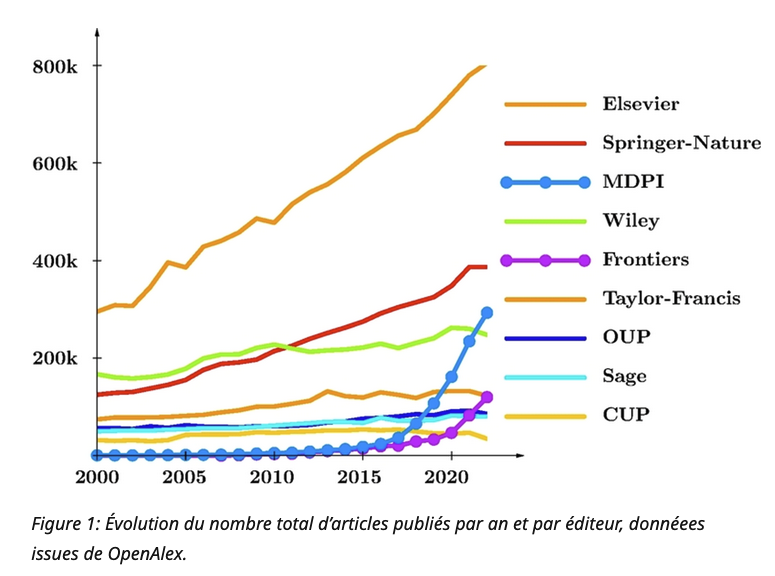 800k
600k
400k
200k
2000 2005 2010 2015 2020
Elsevier
Springer-Nature
MDPI
Wiley
Frontiers
Taylor-Francis
OUP
Sage
CUP
Figure 1: Évolution du nombre total d’articles publiés par an et par éditeur, donnéees
issues de OpenAlex.